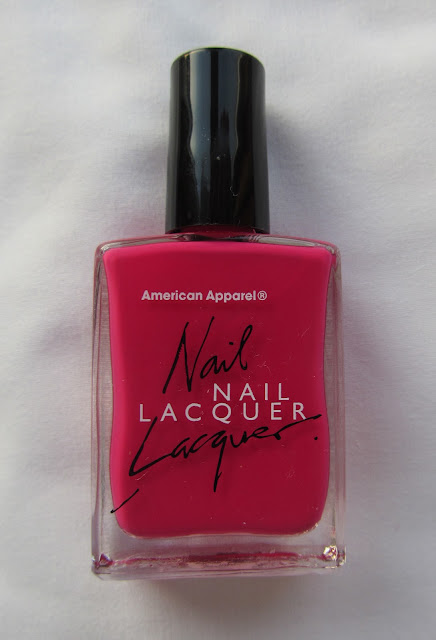 American Apparel®
Nail
NAIL
LACQUER
Lacquer.